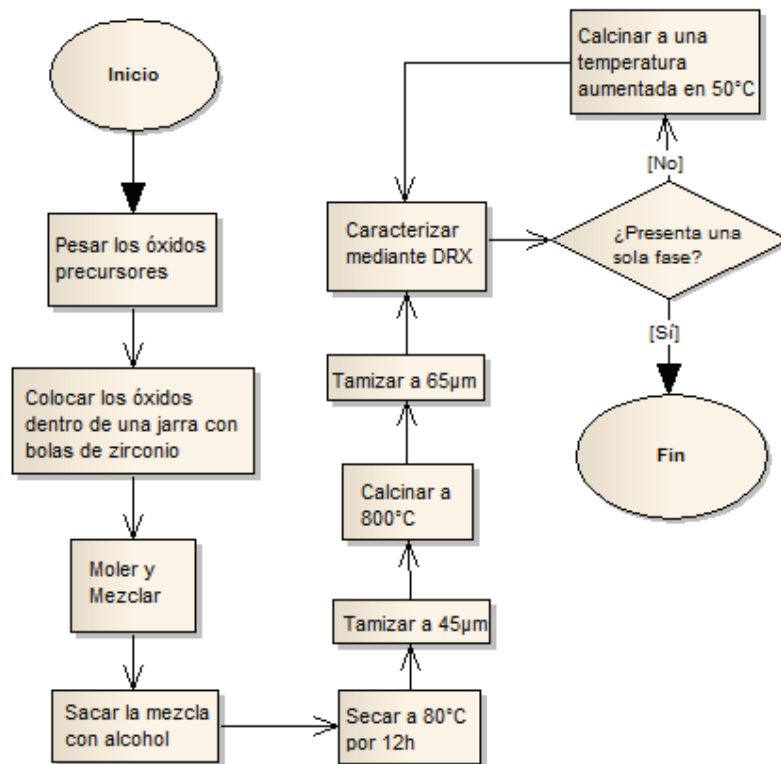 Inicio
Pesar los óxidos
precursores
Colocar los óxidos
dentro de una jarra con
bolas de zirconio
Moler y
Mezclar
Sacar la mezcla
con alcohol
Secar a 80°C
por 12h
Tamizar a 45µm
Calcinar a
800°C
Tamizar a 65µm
Caracterizar
mediante DRX
¿Presenta una
sola fase?
[No]
Calcinar a una
temperatura
aumentada en 50°C
[Sí]
Fin